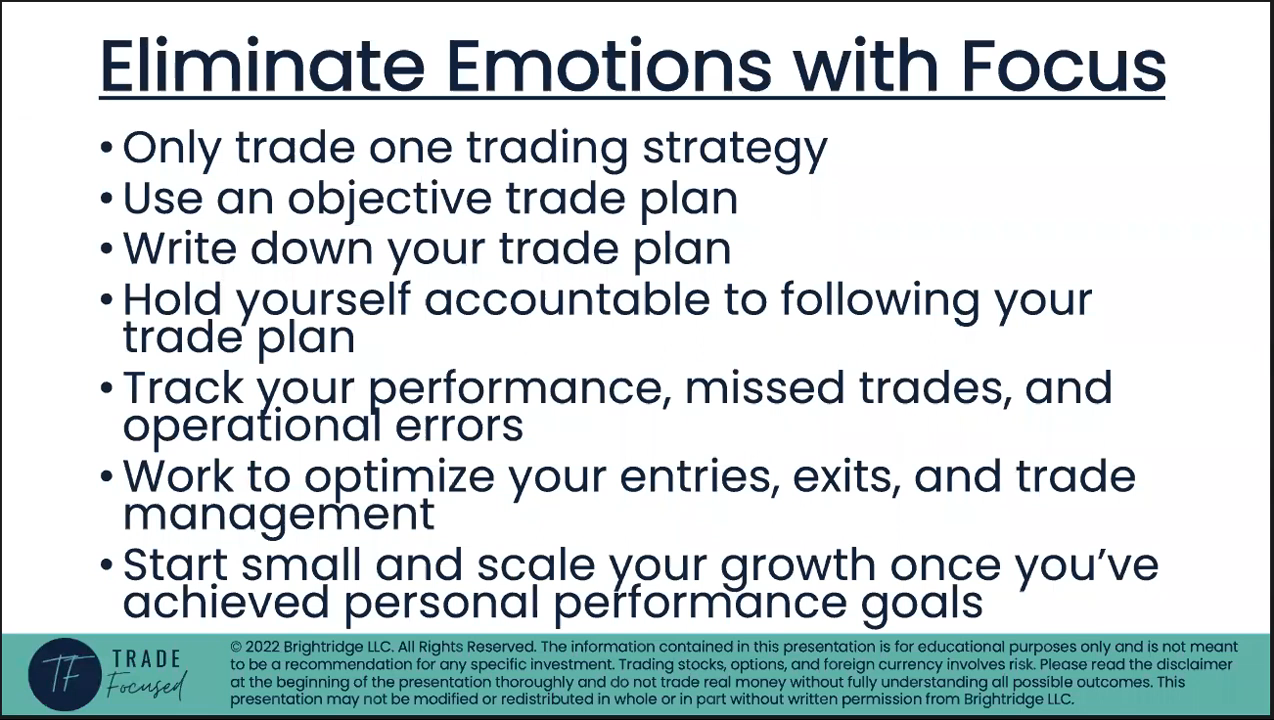 Eliminate Emotions with Focus
• Only trade one trading strategy
• Use an objective trade plan
• Write down your trade plan
• Hold yourself accountable to following your
trade plan
• Track your performance, missed trades, and
operational errors
• Work to optimize your entries, exits, and trade
management
• Start small and scale your growth once you’ve
achieved personal performance goals
TF
TRADE
Focused
© 2022 Brightridge LLC. All Rights Reserved. The information contained in this presentation is for educational purposes only and is not meant
to be a recommendation for any specific investment. Trading stocks, options, and foreign currency involves risk. Please read the disclaimer
at the beginning of the presentation thoroughly and do not trade real money without fully understanding all possible outcomes. This
presentation may not be modified or redistributed in whole or in part without written permission from Brightridge LLC.